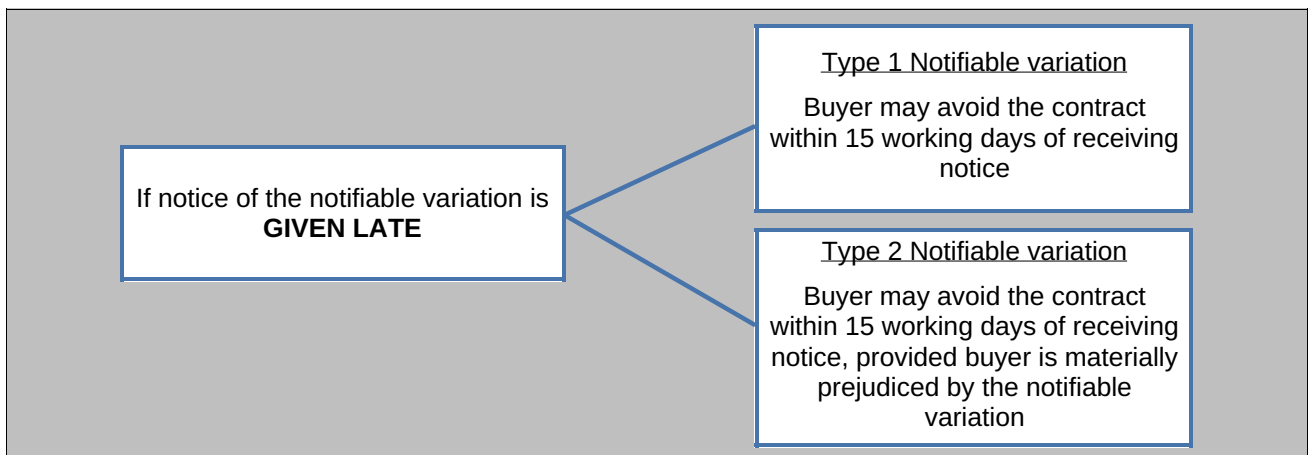 If notice of the notifiable variation is
GIVEN LATE
Type 1 Notifiable variation
Buyer may avoid the contract
within 15 working days of receiving
notice
Type 2 Notifiable variation
Buyer may avoid the contract
within 15 working days of receiving
notice, provided buyer is materially
prejudiced by the notifiable
variation